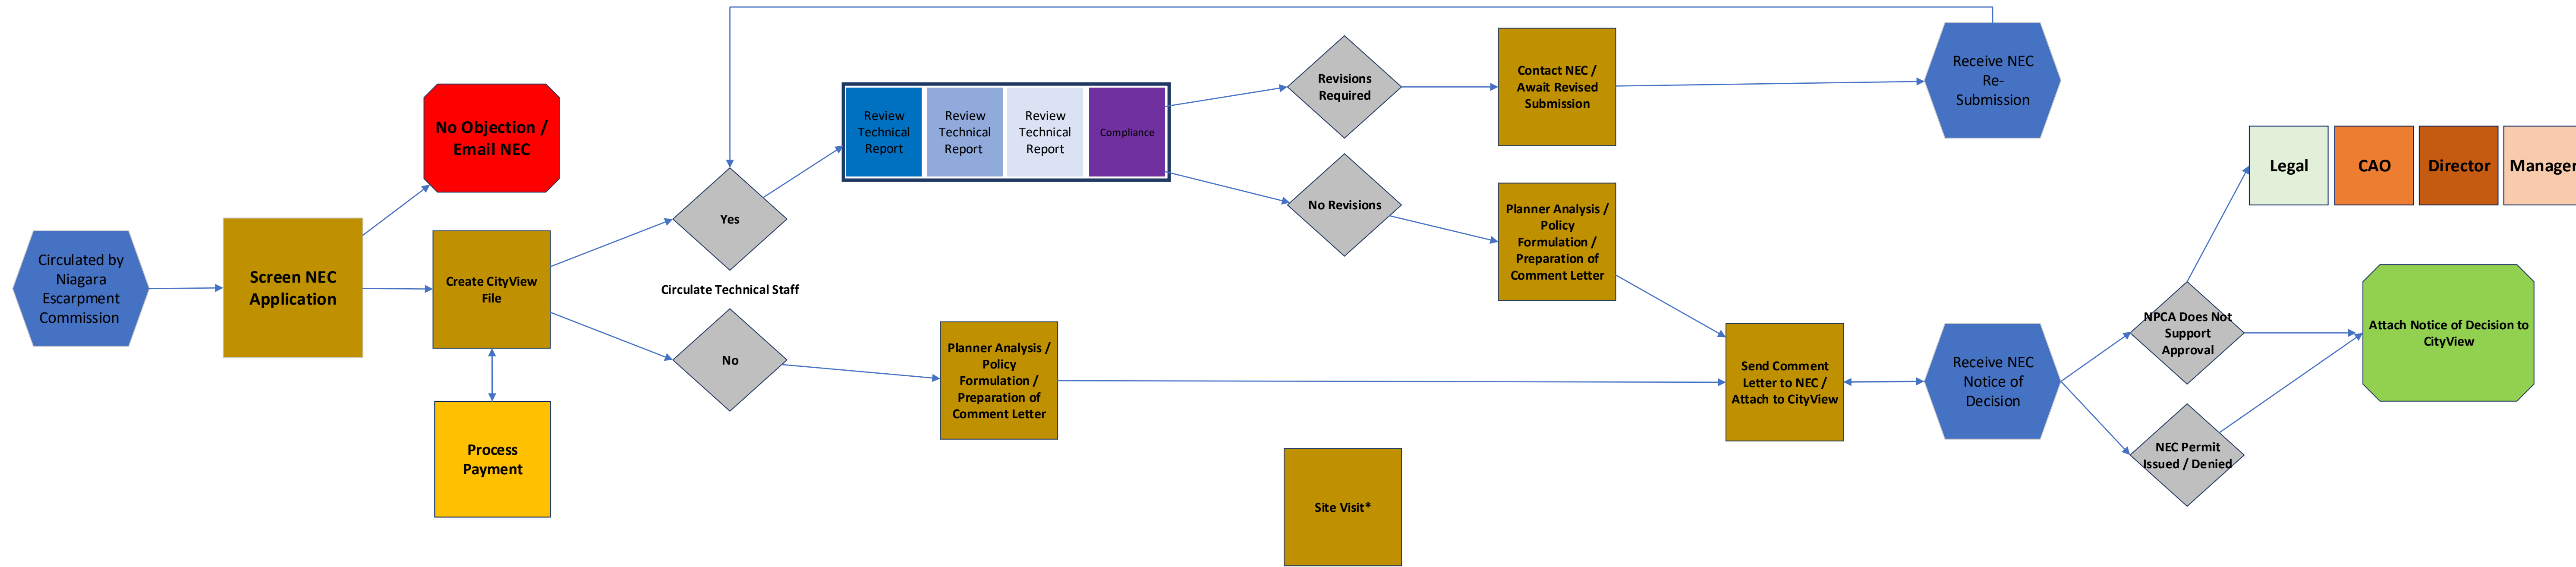 Circulated by
Niagara
Escarpment
Commission
Screen NEC
Application
No Objection /
Email NEC
Create CityView
File
Process
Payment
Yes
Circulate Technical Staff
No
Review
Technical
Report
Review
Technical
Report
Review
Technical
Report
Compliance
Planner Analysis /
Policy
Formulation /
Preparation of
Comment Letter
Revisions
Required
No Revisions
Site Visit*
Contact NEC /
Await Revised
Submission
Planner Analysis /
Policy
Formulation /
Preparation of
Comment Letter
Send Comment
Letter to NEC /
Attach to CityView
Receive NEC
Re-
Submission
Receive NEC
Notice of
Decision
NPCA Does Not
Support
Approval
NEC Permit
Issued / Denied
Legal
CAO
Director
Manager
Attach Notice of Decision to
CityView